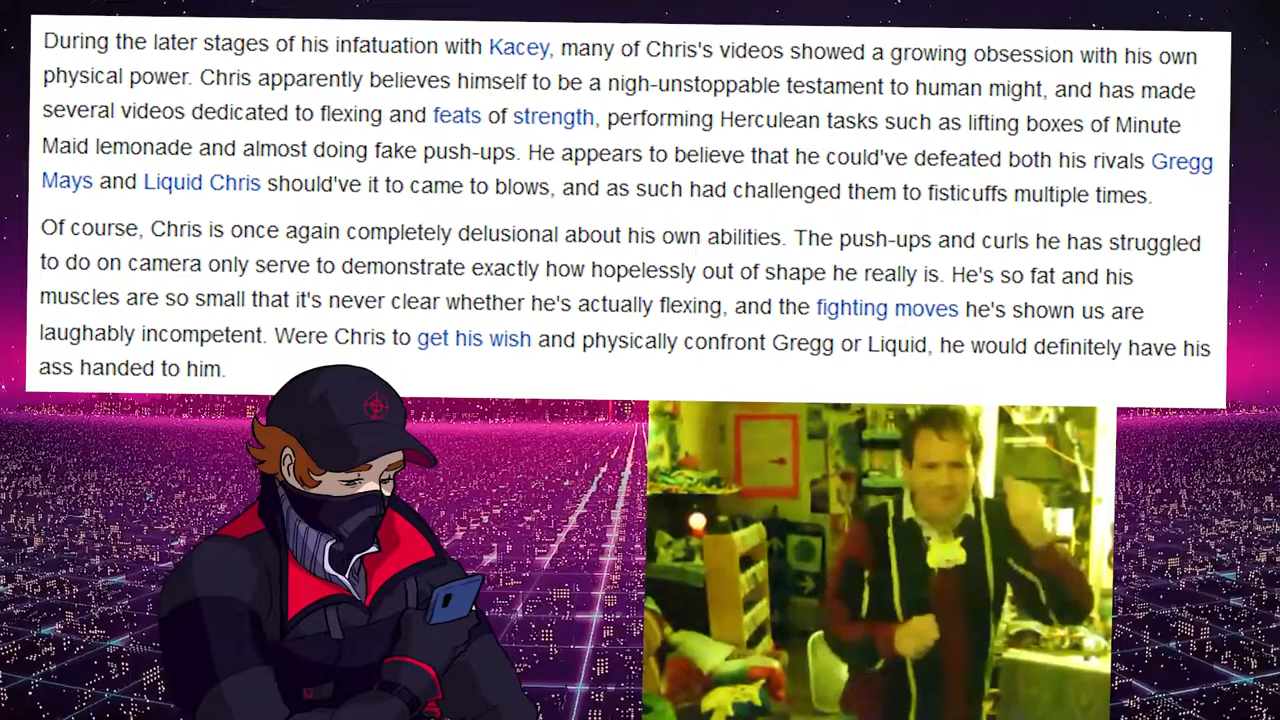 During the later stages of his infatuation with Kacey, many of Chris's videos showed a growing obsession with his own
physical power. Chris apparently believes himself to be a nigh-unstoppable testament to human might, and has made
several videos dedicated to flexing and feats of strength, performing Herculean tasks such as lifting boxes of Minute
Maid lemonade and almost doing fake push-ups. He appears to believe that he could've defeated both his rivals Gregg
Mays and Liquid Chris should've it to came to blows, and as such had challenged them to fisticuffs multiple times.
Of course, Chris is once again completely delusional about his own abilities. The push-ups and curls he has struggled
to do on camera only serve to demonstrate exactly how hopelessly out of shape he really is. He's so fat and his
muscles are so small that it's never clear whether he's actually flexing, and the fighting moves he's shown us are
laughably incompetent. Were Chris to get his wish and physically confront Gregg or Liquid, he would definitely have his
ass handed to him.